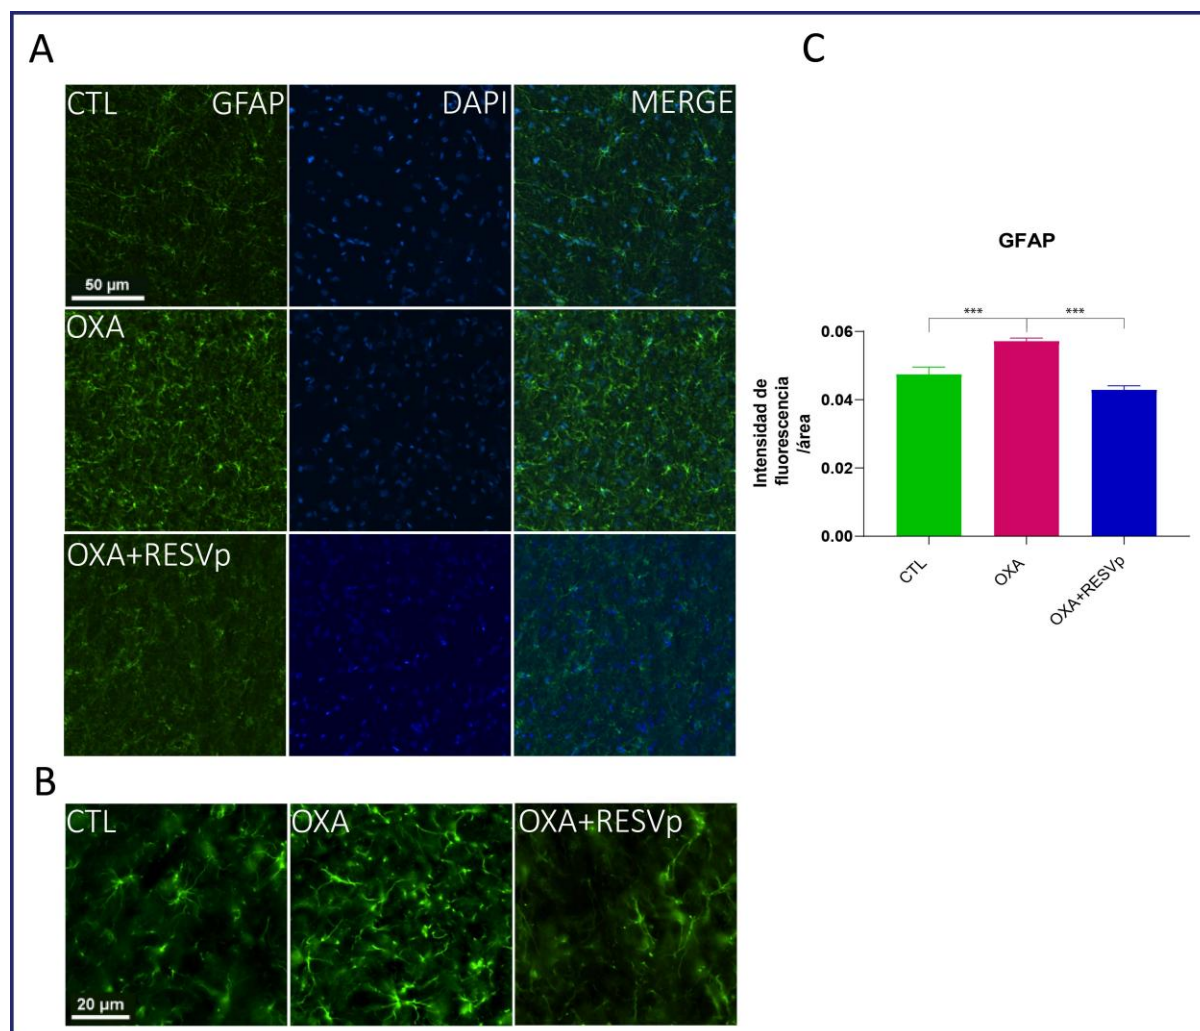 A
CTL GFAP DAPI MERGE
50 µm
OXA
OXA+RESVp
B
CTL OXA OXA+RESVp
20 µm
C
GFAP
*** ***
0.06
0.04
0.02
0.00
Intensidad de
fluorescencia
/área
CTL
OXA
OXA+RESVp